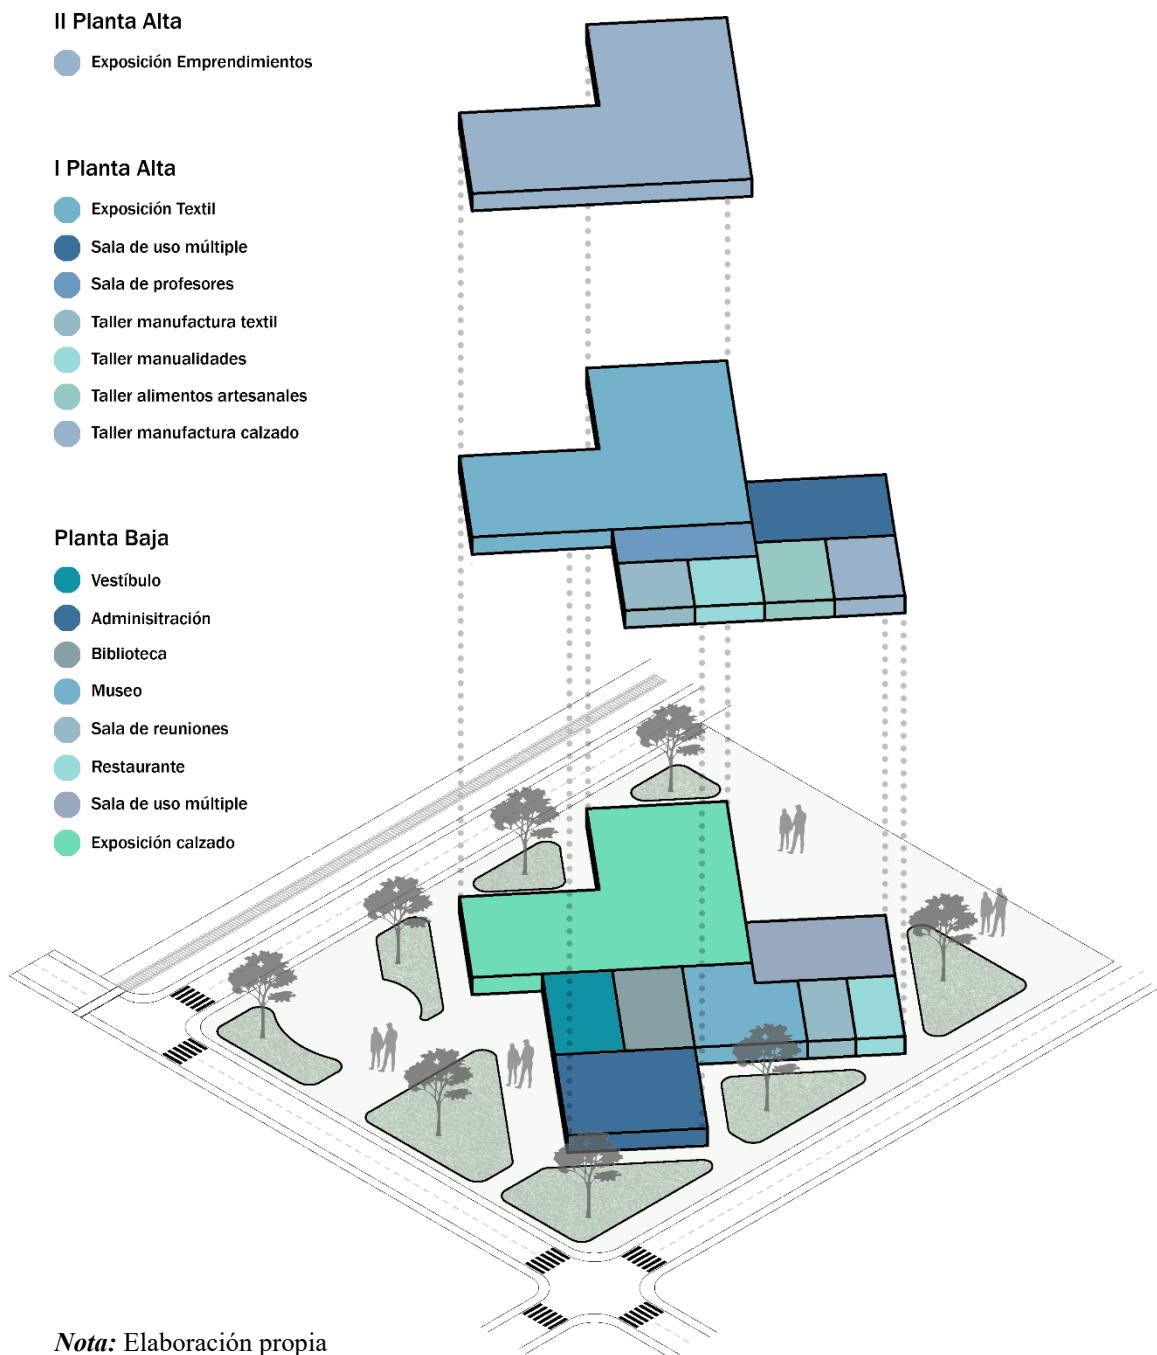 II Planta Alta
Exposición Emprendimientos
I Planta Alta
Exposición Textil
Sala de uso múltiple
Sala de profesores
Taller manufactura textil
Taller manualidades
Taller alimentos artesanales
Taller manufactura calzado
Planta Baja
Vestíbulo
Adminisitración
Biblioteca
Museo
Sala de reuniones
Restaurante
Sala de uso múltiple
Exposición calzado
Nota: Elaboración propia